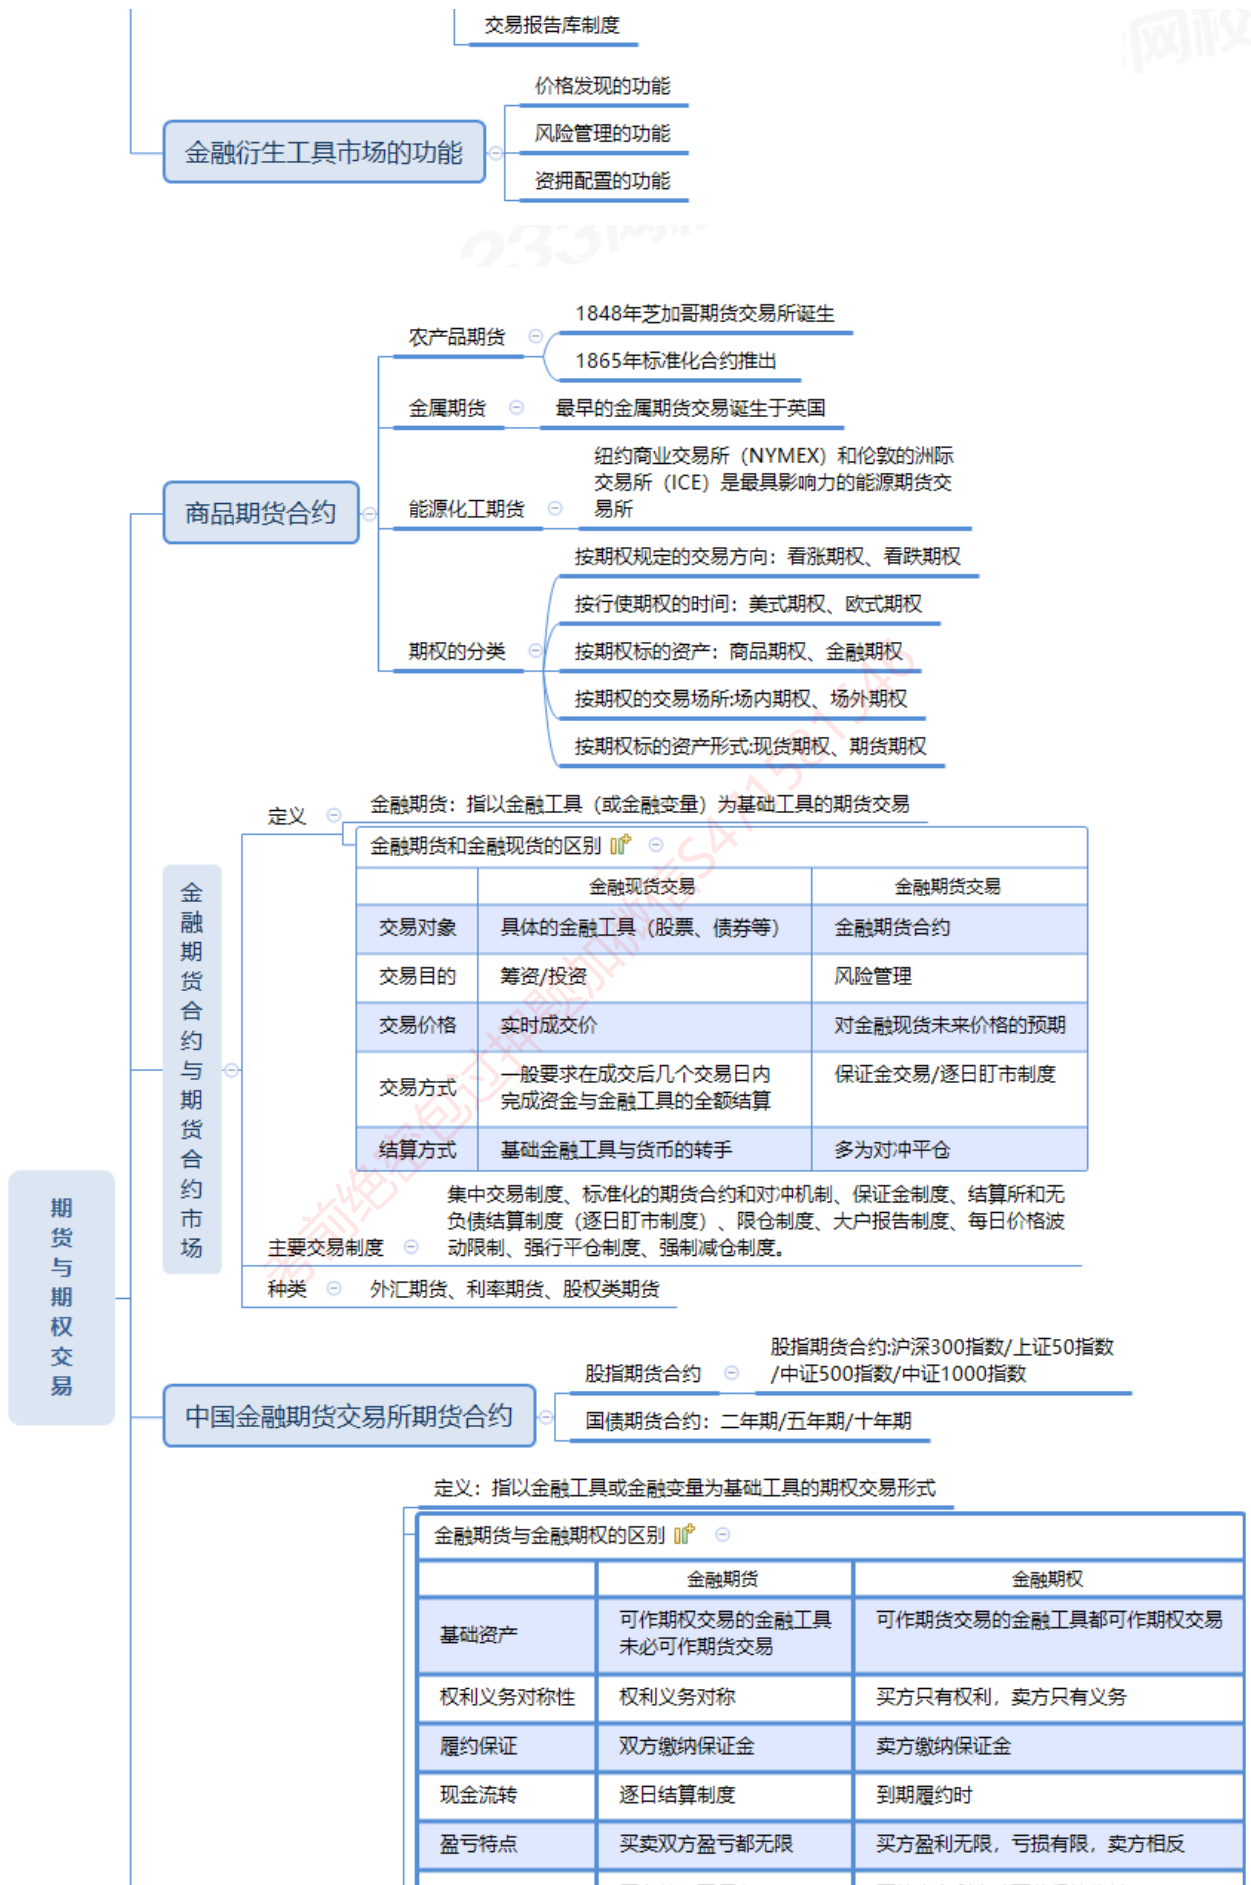 交易报告库制度
价格发现的功能
金融衍生工具市场的功能
风险管理的功能
资拥配置的功能
233网校
1848年芝加哥期货交易所诞生
农产品期货
1865年标准化合约推出
金属期货
最早的金属期货交易诞生于英国
商品期货合约
纽约商业交易所（NYMEX）和伦敦的洲际
交易所（ICE）是最具影响力的能源期货交
易所
能源化工期货
按期权规定的交易方向：看涨期权、看跌期权
按行使期权的时间：美式期权、欧式期权
期权的分类
按期权标的资产：商品期权、金融期权
按期权的交易场所:场内期权、场外期权
按期权标的资产形式:现货期权、期货期权
期货与期权交易
金融期货合约与期货合约市场
定义
金融期货：指以金融工具（或金融变量）为基础工具的期货交易
金融期货和金融现货的区别
金融现货交易 金融期货交易
交易对象 具体的金融工具（股票、债券等） 金融期货合约
交易目的 筹资/投资 风险管理
交易价格 实时成交价 对金融现货未来价格的预期
交易方式 一般要求在成交后几个交易日内 保证金交易/逐日盯市制度
完成资金与金融工具的全额结算
结算方式 基础金融工具与货币的转手 多为对冲平仓
主要交易制度
集中交易制度、标准化的期货合约和对冲机制、保证金制度、结算所和无
负债结算制度（逐日盯市制度）、限仓制度、大户报告制度、每日价格波
动限制、强行平仓制度、强制减仓制度。
种类
外汇期货、利率期货、股权类期货
考前绝密包过押题加微信547581546
中国金融期货交易所期货合约
股指期货合约
股指期货合约:沪深300指数/上证50指数
/中证500指数/中证1000指数
国债期货合约：二年期/五年期/十年期
定义：指以金融工具或金融变量为基础工具的期权交易形式
金融期货与金融期权的区别
金融期货 金融期权
基础资产 可作期权交易的金融工具 可作期货交易的金融工具都可作期权交易
未必可作期货交易
权利义务对称性 权利义务对称 买方只有权利，卖方只有义务
履约保证 双方缴纳保证金 卖方缴纳保证金
现金流转 逐日结算制度 到期履约时
盈亏特点 买卖双方盈亏都无限 买方盈利无限，亏损有限，卖方相反